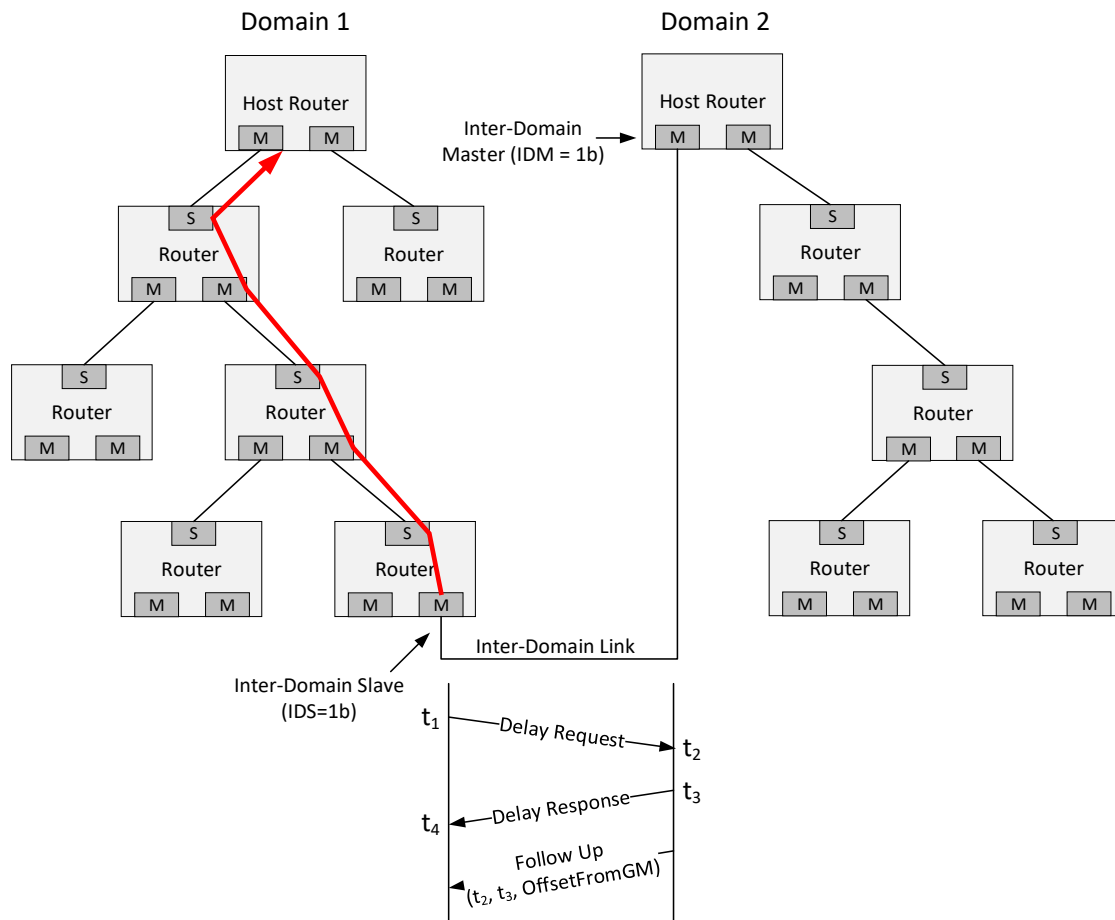 Domain 1
Domain 2
Host Router
M M
Host Router
M M
Inter-Domain
Master (IDM = 1b)
S
Router
M M
S
Router
M M
S
Router
M M
S
Router
M M
S
Router
M M
S
Router
M M
S
Router
M M
S
Router
M M
S
Router
M M
S
Router
M M
Inter-Domain Link
Inter-Domain Slave
(IDS=1b)
t1
Delay Request
t2
t3
Delay Response
t4
Follow Up
(t2, t3, OffsetFromGM)